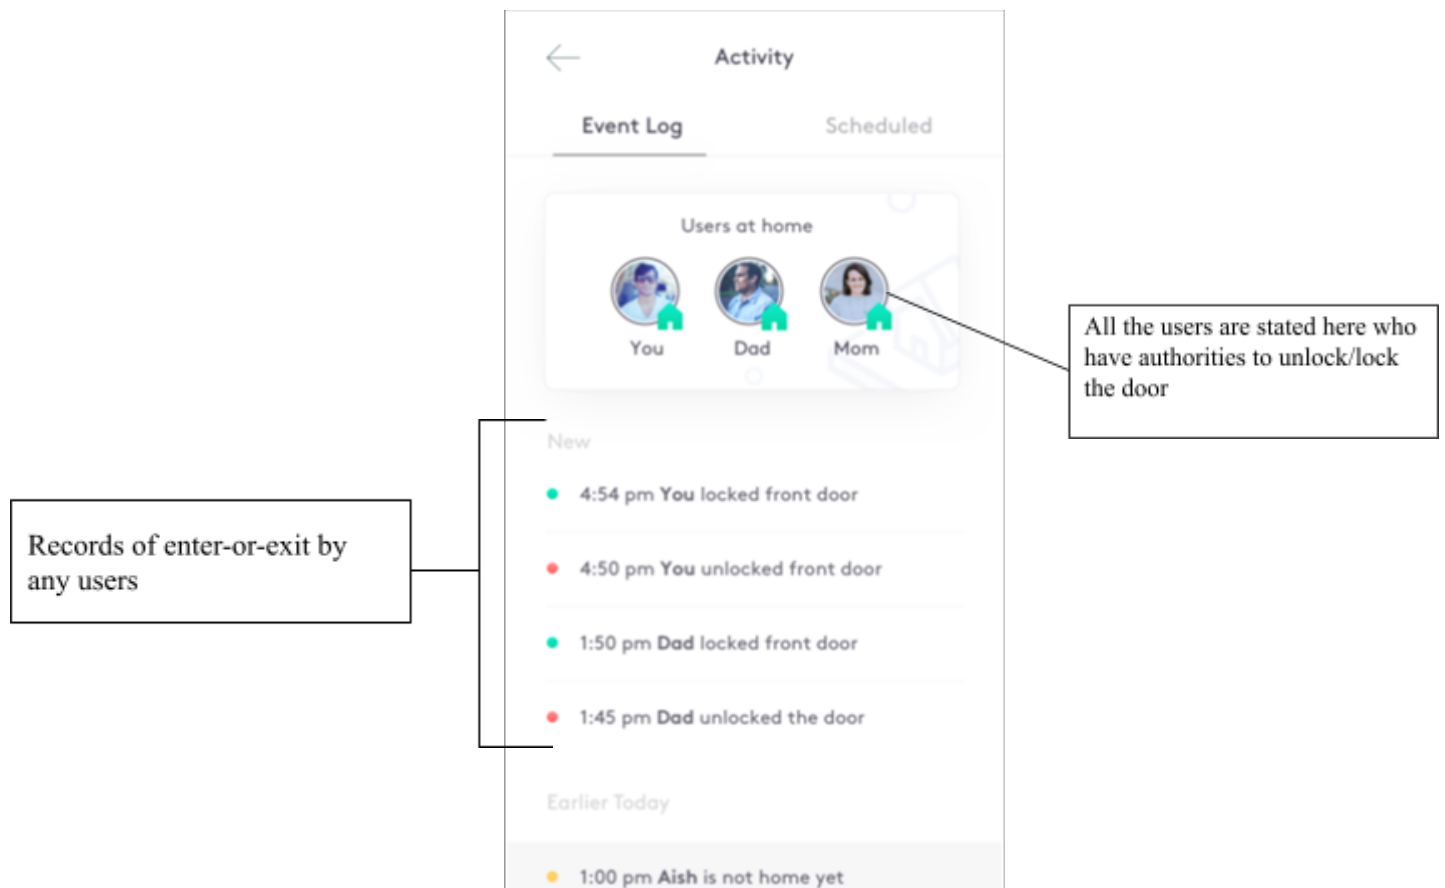 Activity
Event Log Scheduled
Users at home
You Dad Mom
All the users are stated here who
have authorities to unlock/lock
the door
New
4:54 pm You locked front door
4:50 pm You unlocked front door
1:50 pm Dad locked front door
1:45 pm Dad unlocked the door
Records of enter-or-exit by
any users
Earlier Today
1:00 pm Aish is not home yet